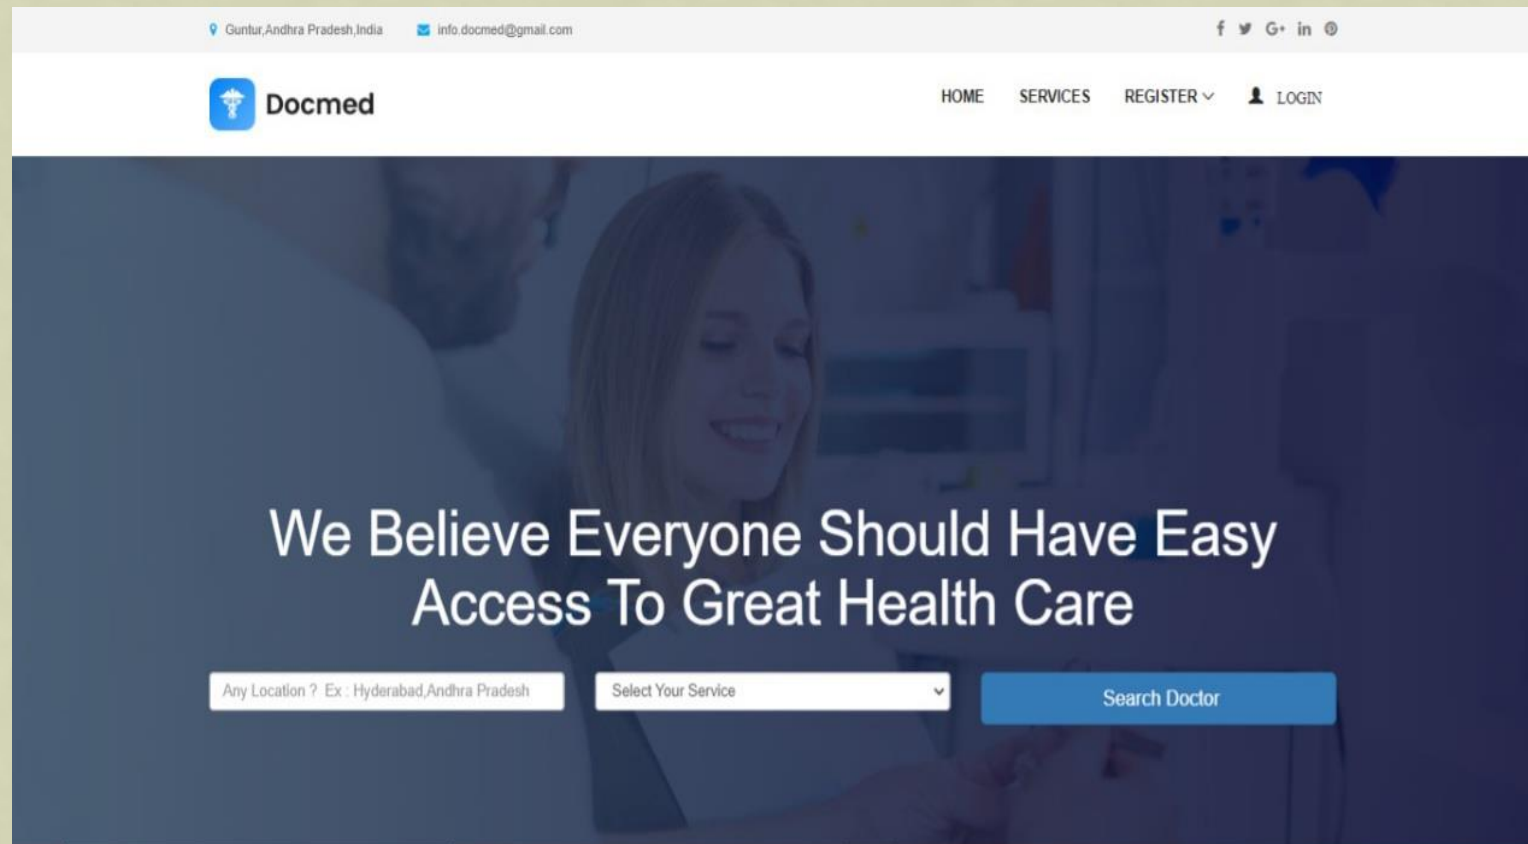 Guntur,Andhra Pradesh,India info.docmed@gmail.com
Docmed HOME SERVICES REGISTER LOGIN
We Believe Everyone Should Have Easy
Access To Great Health Care
Any Location ? Ex : Hyderabad,Andhra Pradesh Select Your Service Search Doctor